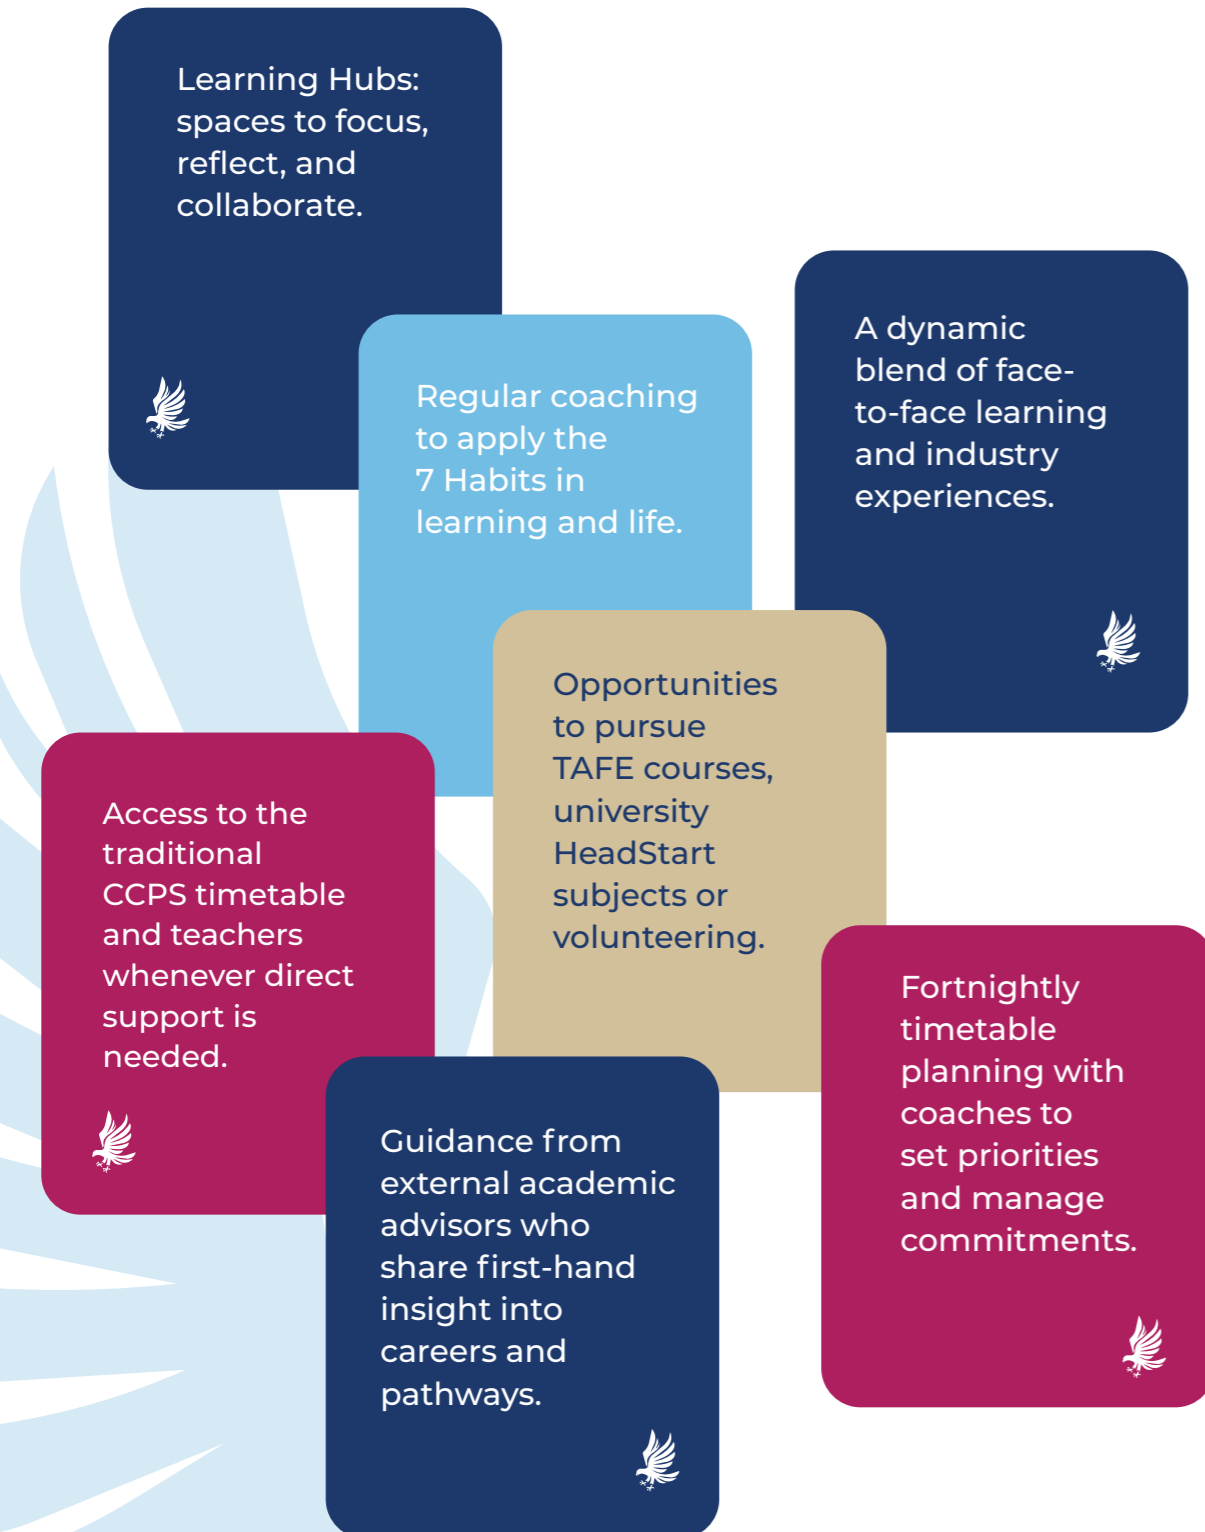 Learning Hubs:
spaces to focus,
reflect, and
collaborate.
Regular coaching
to apply the
7 Habits in
learning and life.
A dynamic
blend of face-
to-face learning
and industry
experiences.
Opportunities
to pursue
TAFE courses,
university
HeadStart
subjects or
volunteering.
Access to the
traditional
CCPS timetable
and teachers
whenever direct
support is
needed.
Fortnightly
timetable
planning with
coaches to
set priorities
and manage
commitments.
Guidance from
external academic
advisors who
share first-hand
insight into
careers and
pathways.